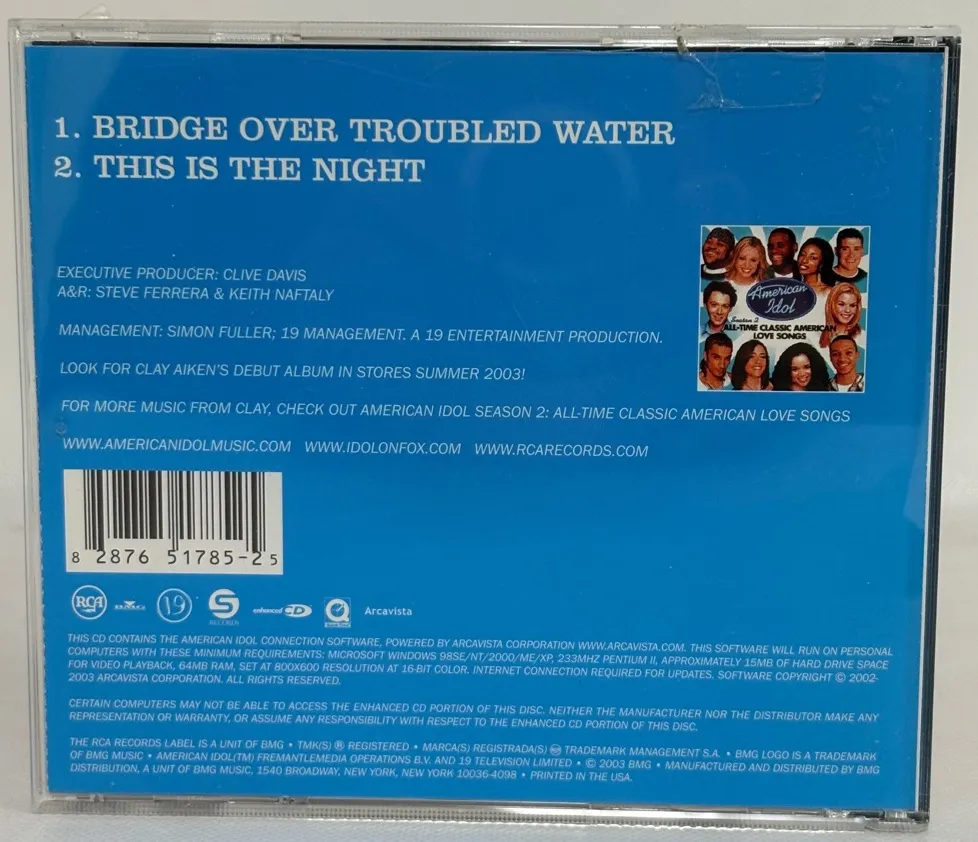 1. BRIDGE OVER TROUBLED WATER
2. THIS IS THE NIGHT
EXECUTIVE PRODUCER: CLIVE DAVIS
A&R: STEVE FERRERA & KEITH NAFTALY
MANAGEMENT: SIMON FULLER; 19 MANAGEMENT. A 19 ENTERTAINMENT PRODUCTION.
American
Idol
Season 2
ALL-TIME CLASSIC AMERICAN
LOVE SONGS
LOOK FOR CLAY AIKEN'S DEBUT ALBUM IN STORES SUMMER 2003!
FOR MORE MUSIC FROM CLAY, CHECK OUT AMERICAN IDOL SEASON 2: ALL-TIME CLASSIC AMERICAN LOVE SONGS
WWW.AMERICANIDOLMUSIC.COM WWW.IDOLONFOX.COM WWW.RCARECORDS.COM
8 2876 51785-2 5
RCA BMG 19 S RECORDS enhanced CD QuickTime Arcavista
THIS CD CONTAINS THE AMERICAN IDOL CONNECTION SOFTWARE, POWERED BY ARCAVISTA CORPORATION WWW.ARCAVISTA.COM. THIS SOFTWARE WILL RUN ON PERSONAL
COMPUTERS WITH THESE MINIMUM REQUIREMENTS: MICROSOFT WINDOWS 98SE/NT/2000/ME/XP, 233MHZ PENTIUM II, APPROXIMATELY 15MB OF HARD DRIVE SPACE
FOR VIDEO PLAYBACK, 64MB RAM, SET AT 800X600 RESOLUTION AT 16-BIT COLOR. INTERNET CONNECTION REQUIRED FOR UPDATES. SOFTWARE COPYRIGHT © 2002-
2003 ARCAVISTA CORPORATION. ALL RIGHTS RESERVED.
CERTAIN COMPUTERS MAY NOT BE ABLE TO ACCESS THE ENHANCED CD PORTION OF THIS DISC. NEITHER THE MANUFACTURER NOR THE DISTRIBUTOR MAKE ANY
REPRESENTATION OR WARRANTY, OR ASSUME ANY RESPONSIBILITY WITH RESPECT TO THE ENHANCED CD PORTION OF THIS DISC.
THE RCA RECORDS LABEL IS A UNIT OF BMG • TMK(S) ® REGISTERED • MARCA(S) REGISTRADA(S) TRADEMARK MANAGEMENT S.A. • BMG LOGO IS A TRADEMARK
OF BMG MUSIC • AMERICAN IDOL(TM) FREMANTLEMEDIA OPERATIONS B.V. AND 19 TELEVISION LIMITED • © 2003 BMG • MANUFACTURED AND DISTRIBUTED BY BMG
DISTRIBUTION, A UNIT OF BMG MUSIC, 1540 BROADWAY, NEW YORK, NEW YORK 10036-4098 • PRINTED IN THE USA.